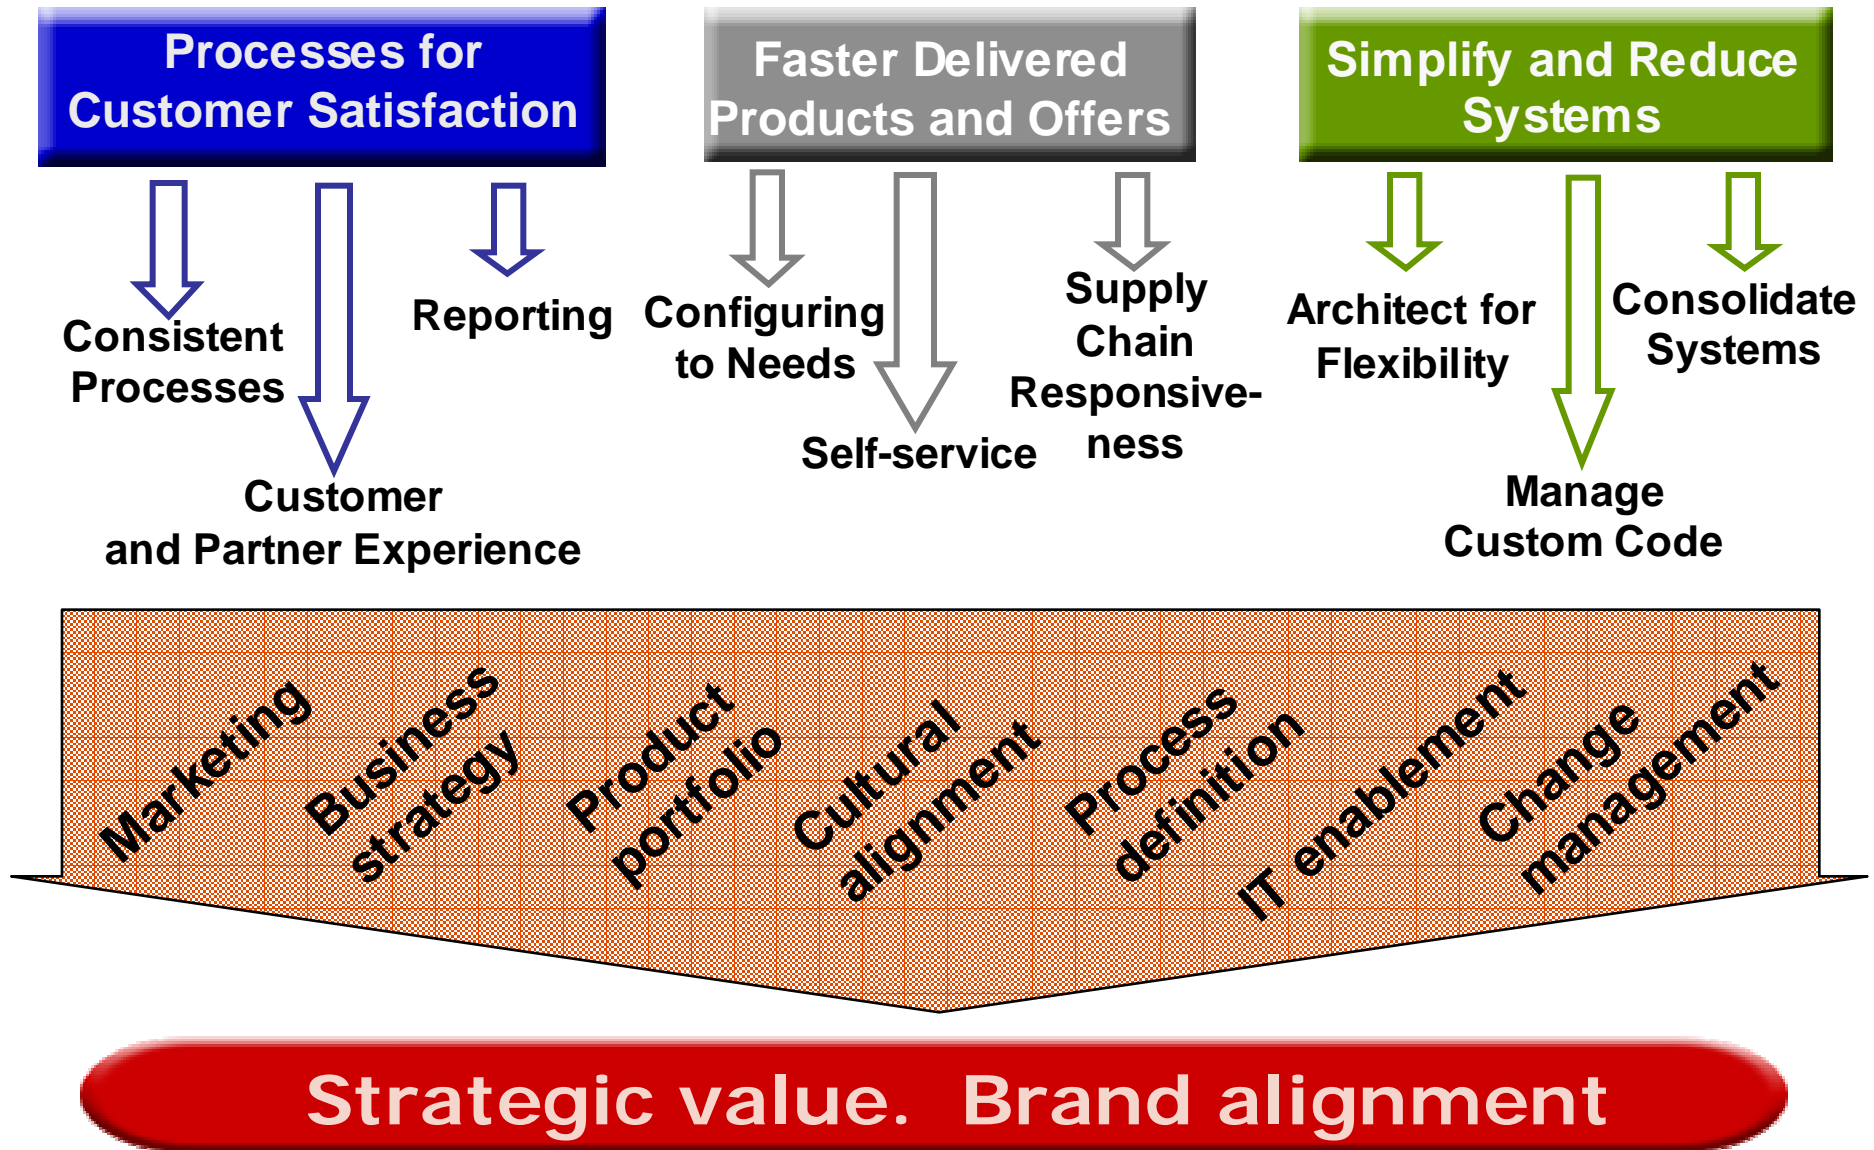 Processes for
Customer Satisfaction
Faster Delivered
Products and Offers
Simplify and Reduce
Systems
Consistent
Processes
Customer
and Partner Experience
Reporting
Configuring
to Needs
Self-service
Supply
Chain
Responsive-
ness
Architect for
Flexibility
Manage
Custom Code
Consolidate
Systems
Marketing
Business
strategy
Product
portfolio
Cultural
alignment
Process
definition
IT enablement
Change
management
Strategic value.  Brand alignment